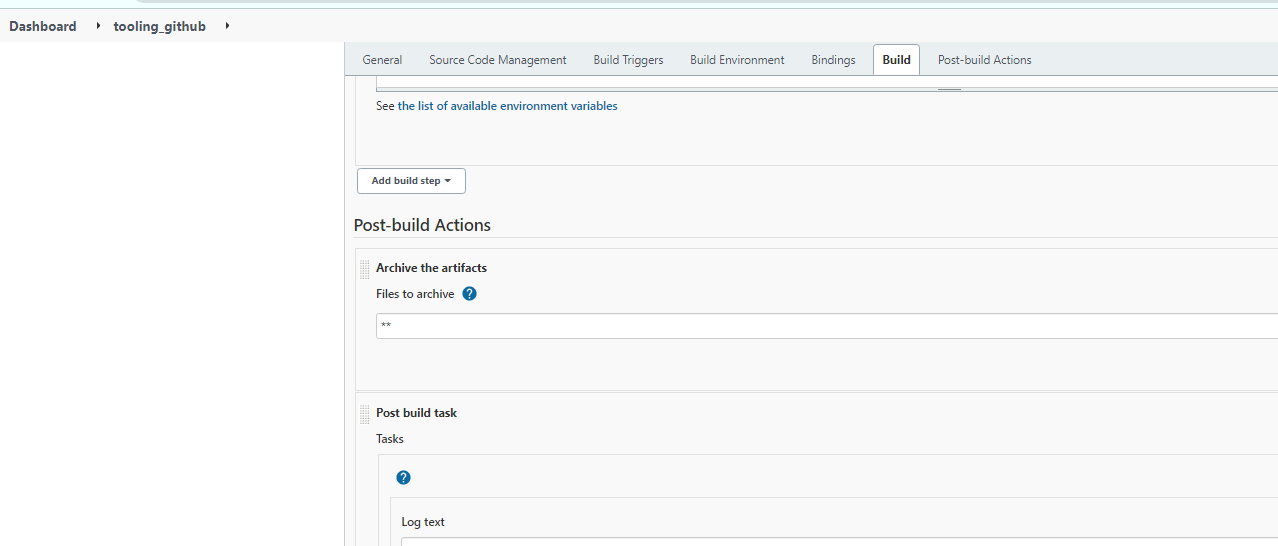 Dashboard tooling_github
General Source Code Management Build Triggers Build Environment Bindings Build Post-build Actions
See the list of available environment variables
Add build step
Post-build Actions
Archive the artifacts
Files to archive ?
**
Post build task
Tasks
?
Log text